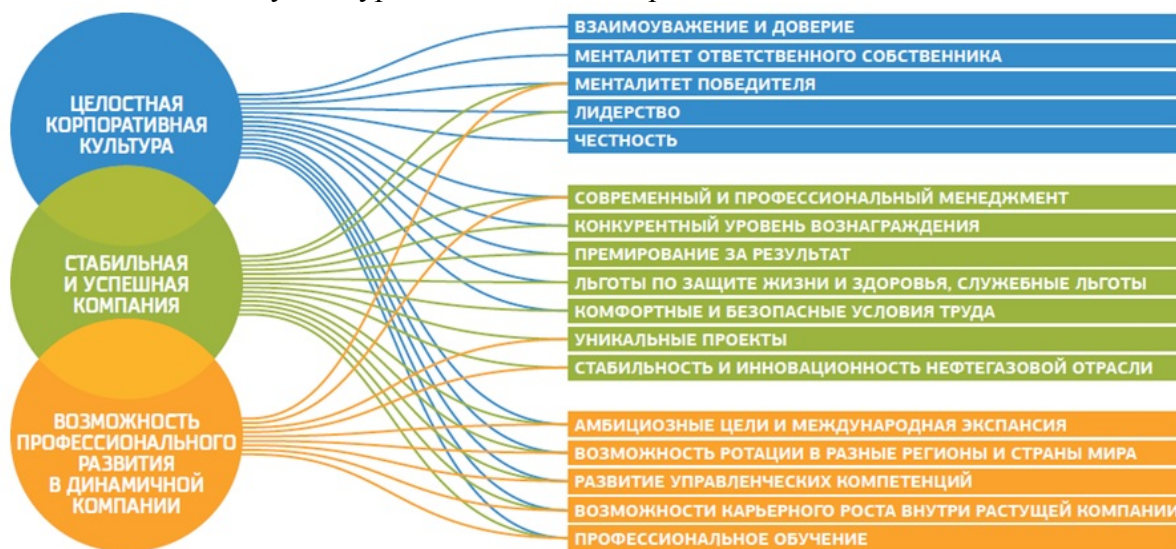 ЦЕЛОСТНАЯ
КОРПОРАТИВНАЯ
КУЛЬТУРА
СТАБИЛЬНАЯ
И УСПЕШНАЯ
КОМПАНИЯ
ВОЗМОЖНОСТЬ
ПРОФЕССИОНАЛЬНОГО
РАЗВИТИЯ
В ДИНАМИЧНОЙ
КОМПАНИИ
ВЗАИМОУВАЖЕНИЕ И ДОВЕРИЕ
МЕНТАЛИТЕТ ОТВЕТСТВЕННОГО СОБСТВЕННИКА
МЕНТАЛИТЕТ ПОБЕДИТЕЛЯ
ЛИДЕРСТВО
ЧЕСТНОСТЬ
СОВРЕМЕННЫЙ И ПРОФЕССИОНАЛЬНЫЙ МЕНЕДЖМЕНТ
КОНКУРЕНТНЫЙ УРОВЕНЬ ВОЗНАГРАЖДЕНИЯ
ПРЕМИРОВАНИЕ ЗА РЕЗУЛЬТАТ
ЛЬГОТЫ ПО ЗАЩИТЕ ЖИЗНИ И ЗДОРОВЬЯ, СЛУЖЕБНЫЕ ЛЬГОТЫ
КОМФОРТНЫЕ И БЕЗОПАСНЫЕ УСЛОВИЯ ТРУДА
УНИКАЛЬНЫЕ ПРОЕКТЫ
СТАБИЛЬНОСТЬ И ИННОВАЦИОННОСТЬ НЕФТЕГАЗОВОЙ ОТРАСЛИ
АМБИЦИОЗНЫЕ ЦЕЛИ И МЕЖДУНАРОДНАЯ ЭКСПАНСИЯ
ВОЗМОЖНОСТЬ РОТАЦИИ В РАЗНЫЕ РЕГИОНЫ И СТРАНЫ МИРА
РАЗВИТИЕ УПРАВЛЕНЧЕСКИХ КОМПЕТЕНЦИЙ
ВОЗМОЖНОСТИ КАРЬЕРНОГО РОСТА ВНУТРИ РАСТУЩЕЙ КОМПАНИИ
ПРОФЕССИОНАЛЬНОЕ ОБУЧЕНИЕ